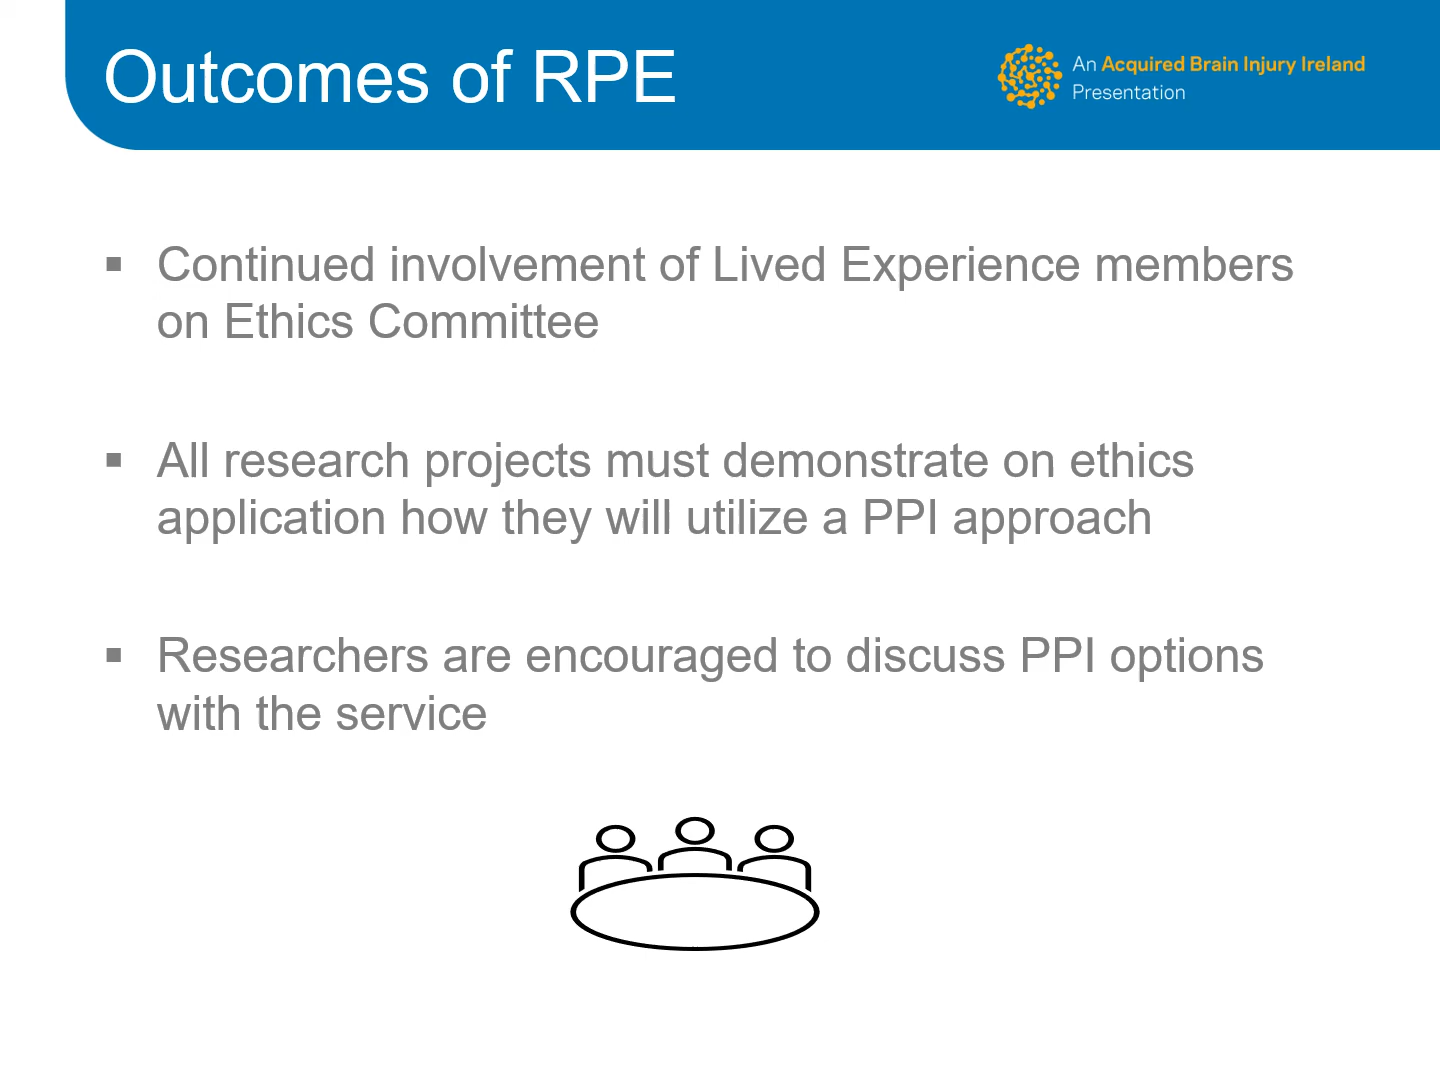 Outcomes of RPE
An Acquired Brain Injury Ireland
Presentation
▪ Continued involvement of Lived Experience members
on Ethics Committee
▪ All research projects must demonstrate on ethics
application how they will utilize a PPI approach
▪ Researchers are encouraged to discuss PPI options
with the service